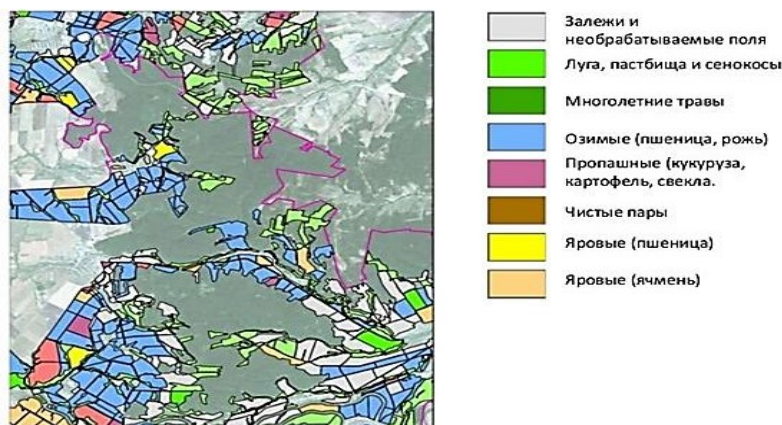 Залежи и
необрабатываемые поля
Луга, пастбища и сенокосы
Многолетние травы
Озимые (пшеница, рожь)
Пропашные (кукуруза,
картофель, свекла.
Чистые пары
Яровые (пшеница)
Яровые (ячмень)